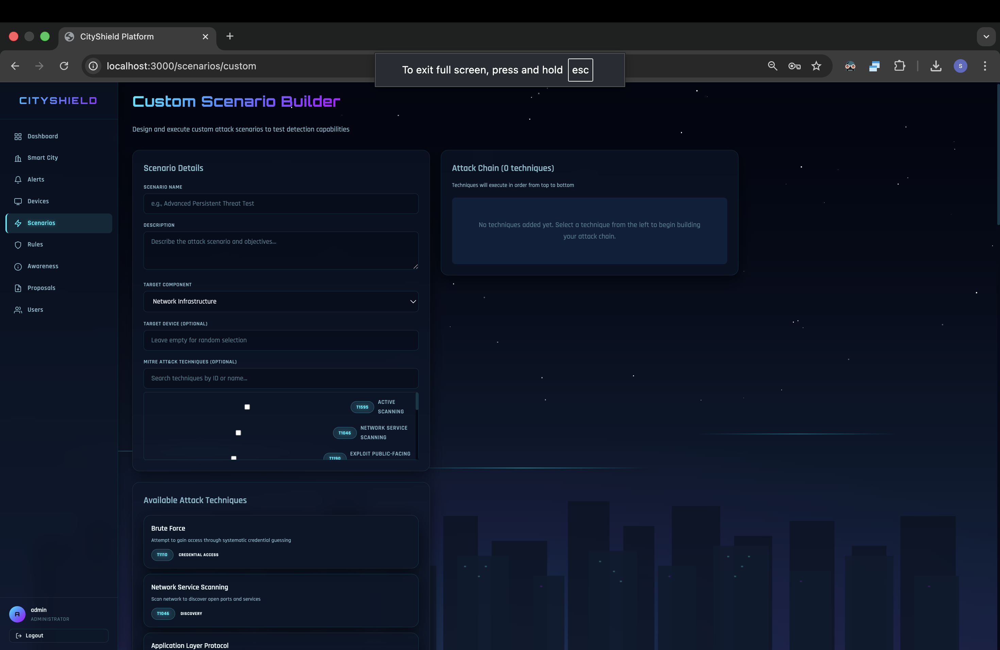 CityShield Platform
localhost:3000/scenarios/custom
To exit full screen, press and hold esc
S
CITYSHIELD
Dashboard
Smart City
Alerts
Devices
Scenarios
Rules
Awareness
Proposals
Users
A
admin
ADMINISTRATOR
Logout
Custom Scenario Builder
Design and execute custom attack scenarios to test detection capabilities
Scenario Details
SCENARIO NAME
e.g., Advanced Persistent Threat Test
DESCRIPTION
Describe the attack scenario and objectives...
TARGET COMPONENT
Network Infrastructure
TARGET DEVICE (OPTIONAL)
Leave empty for random selection
MITRE ATT&CK TECHNIQUES (OPTIONAL)
Search techniques by ID or name...
T1595 ACTIVE
SCANNING
T1046 NETWORK SERVICE
SCANNING
T1190 EXPLOIT PUBLIC-FACING
Available Attack Techniques
Brute Force
Attempt to gain access through systematic credential guessing
T1110 CREDENTIAL ACCESS
Network Service Scanning
Scan network to discover open ports and services
T1046 DISCOVERY
Application Layer Protocol
Attack Chain (0 techniques)
Techniques will execute in order from top to bottom
No techniques added yet. Select a technique from the left to begin building
your attack chain.